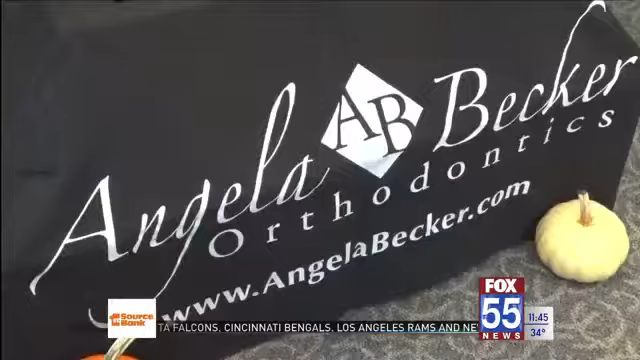 Angela AB Becker
Orthodontics
www.AngelaBecker.com
FOX
55
NEWS
11:45
34°
1st Source
Bank
TA FALCONS, CINCINNATI BENGALS, LOS ANGELES RAMS AND NE